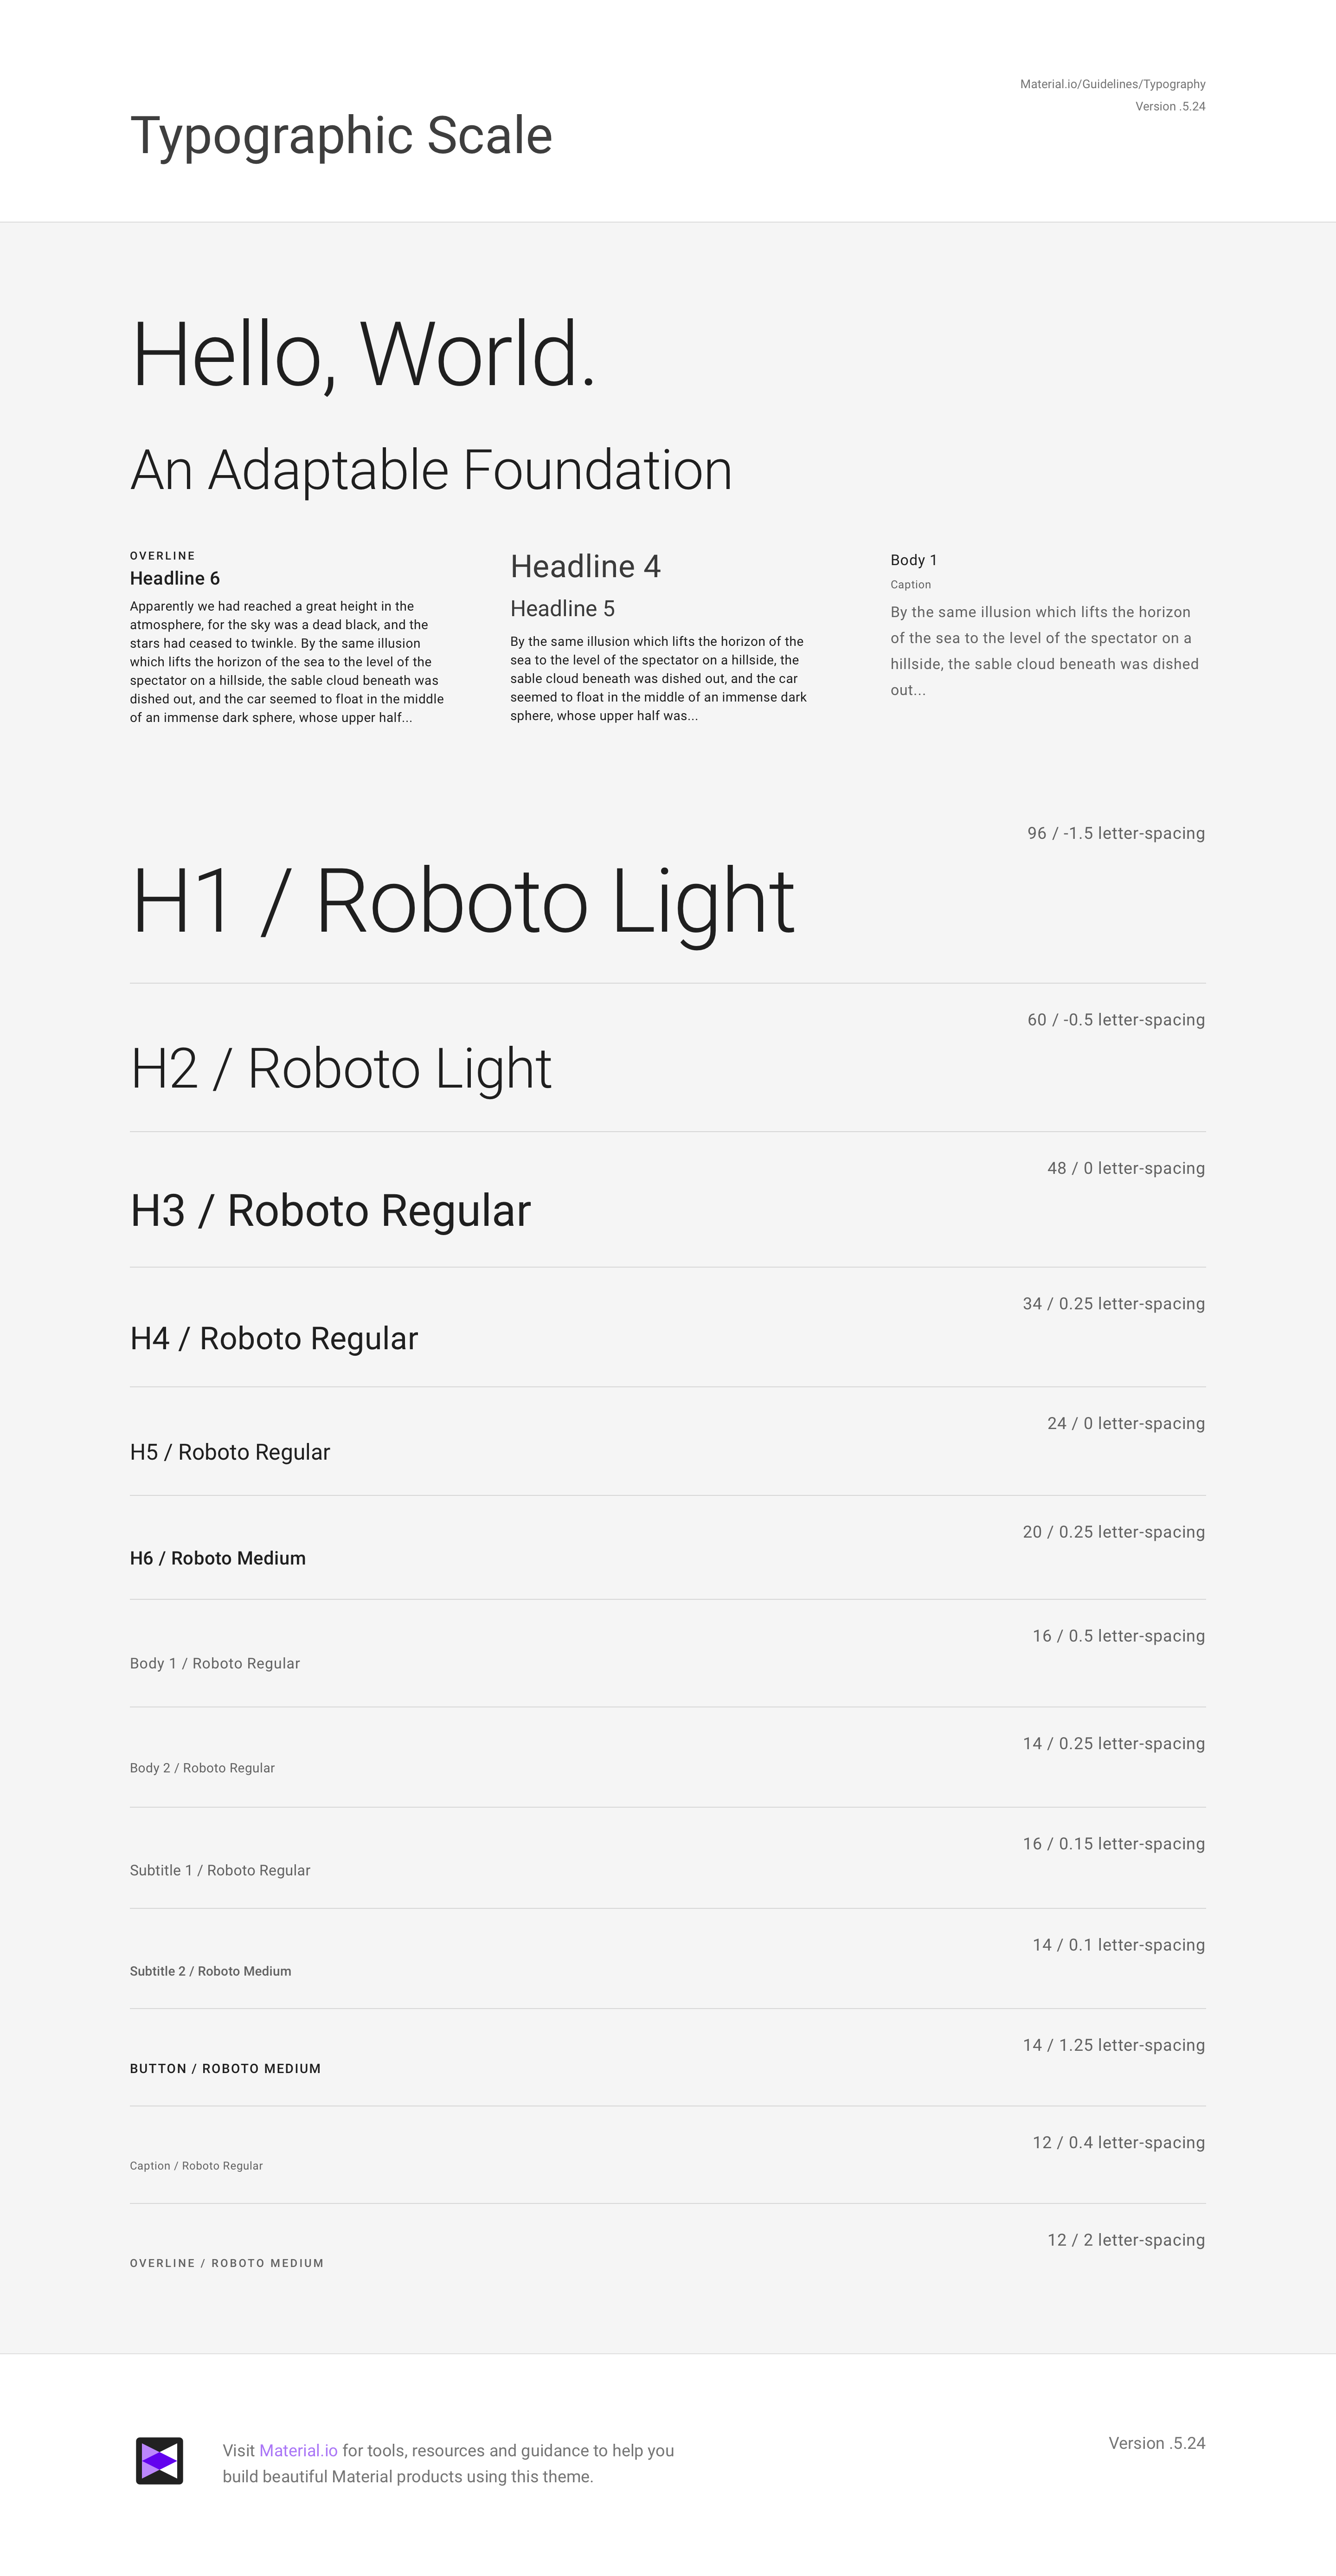 Material.io/Guidelines/Typography
Version .5.24
Typographic Scale
Hello, World.
An Adaptable Foundation
OVERLINE
Headline 6
Apparently we had reached a great height in the
atmosphere, for the sky was a dead black, and the
stars had ceased to twinkle. By the same illusion
which lifts the horizon of the sea to the level of the
spectator on a hillside, the sable cloud beneath was
dished out, and the car seemed to float in the middle
of an immense dark sphere, whose upper half...
Headline 4
Headline 5
By the same illusion which lifts the horizon of the
sea to the level of the spectator on a hillside, the
sable cloud beneath was dished out, and the car
seemed to float in the middle of an immense dark
sphere, whose upper half was...
Body 1
Caption
By the same illusion which lifts the horizon
of the sea to the level of the spectator on a
hillside, the sable cloud beneath was dished
out...
96 / -1.5 letter-spacing
H1 / Roboto Light
60 / -0.5 letter-spacing
H2 / Roboto Light
48 / 0 letter-spacing
H3 / Roboto Regular
34 / 0.25 letter-spacing
H4 / Roboto Regular
24 / 0 letter-spacing
H5 / Roboto Regular
20 / 0.25 letter-spacing
H6 / Roboto Medium
16 / 0.5 letter-spacing
Body 1 / Roboto Regular
14 / 0.25 letter-spacing
Body 2 / Roboto Regular
16 / 0.15 letter-spacing
Subtitle 1 / Roboto Regular
14 / 0.1 letter-spacing
Subtitle 2 / Roboto Medium
14 / 1.25 letter-spacing
BUTTON / ROBOTO MEDIUM
12 / 0.4 letter-spacing
Caption / Roboto Regular
12 / 2 letter-spacing
OVERLINE / ROBOTO MEDIUM
Visit Material.io for tools, resources and guidance to help you
build beautiful Material products using this theme.
Version .5.24